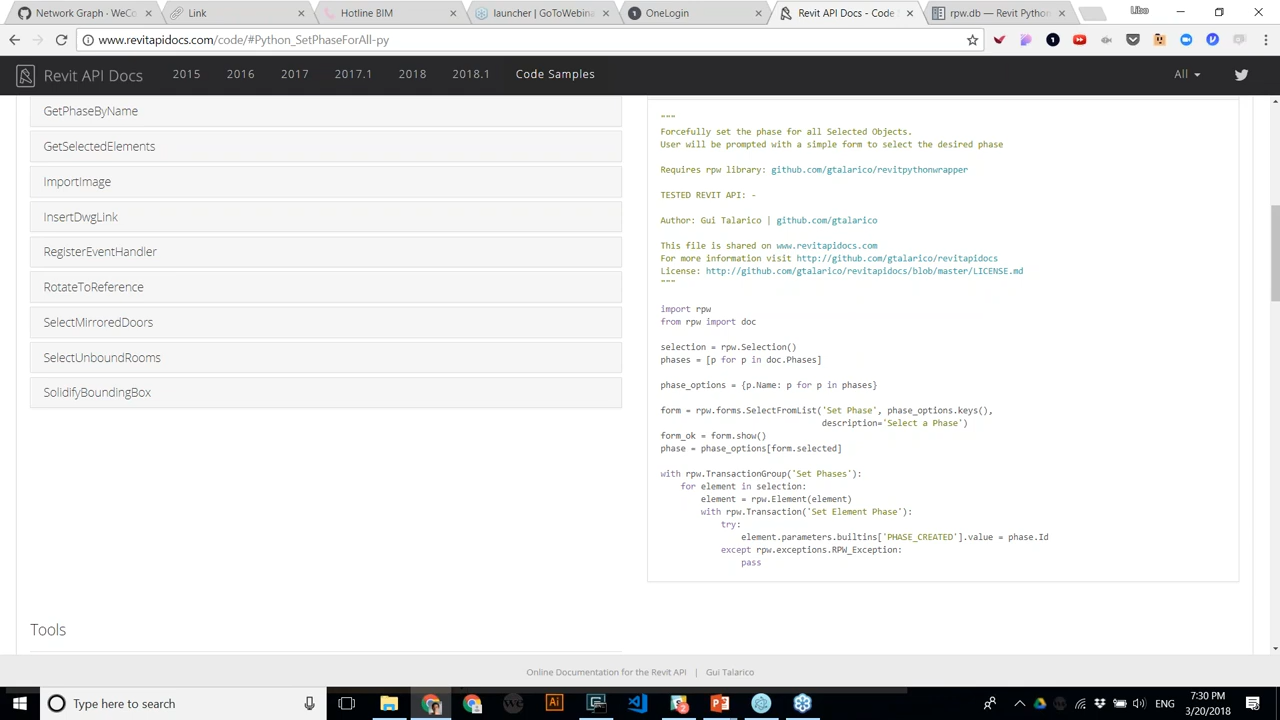 Network Graph - WeCo
Link
Hotline BIM
launcher | GoToWebina
OneLogin
Revit API Docs - Code S
rpw.db — Revit Python
www.revitapidocs.com/code/#Python_SetPhaseForAll-py
Revit API Docs
2015
2016
2017
2017.1
2018
2018.1
Code Samples
All
GetPhaseByName
GetSelectedElements
ImportImage
InsertDwgLink
RegisterEventHandler
RotateToReference
SelectMirroredDoors
SelectUnboundRooms
SolidifyBoundingBox
"""
Forcefully set the phase for all Selected Objects.
User will be prompted with a simple form to select the desired phase
Requires rpw library: github.com/gtalarico/revitpythonwrapper
TESTED REVIT API: -
Author: Gui Talarico | github.com/gtalarico
This file is shared on www.revitapidocs.com
For more information visit http://github.com/gtalarico/revitapidocs
License: http://github.com/gtalarico/revitapidocs/blob/master/LICENSE.md
"""
import rpw
from rpw import doc
selection = rpw.Selection()
phases = [p for p in doc.Phases]
phase_options = {p.Name: p for p in phases}
form = rpw.forms.SelectFromList('Set Phase', phase_options.keys(),
description='Select a Phase')
form_ok = form.show()
phase = phase_options[form.selected]
with rpw.TransactionGroup('Set Phases'):
for element in selection:
element = rpw.Element(element)
with rpw.Transaction('Set Element Phase'):
try:
element.parameters.builtins['PHASE_CREATED'].value = phase.Id
except rpw.exceptions.RPW_Exception:
pass
Tools
Online Documentation for the Revit API | Gui Talarico
Type here to search
ENG
7:30 PM
3/20/2018